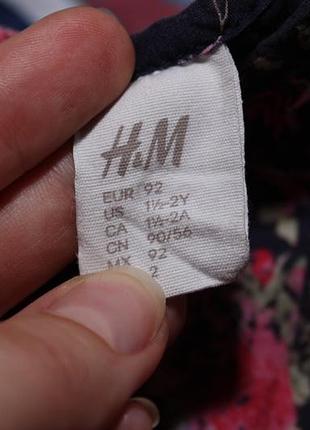 H&M
EUR 92
US 1½-2Y
CA 1½-2A
CN 90/56
MX 92
2